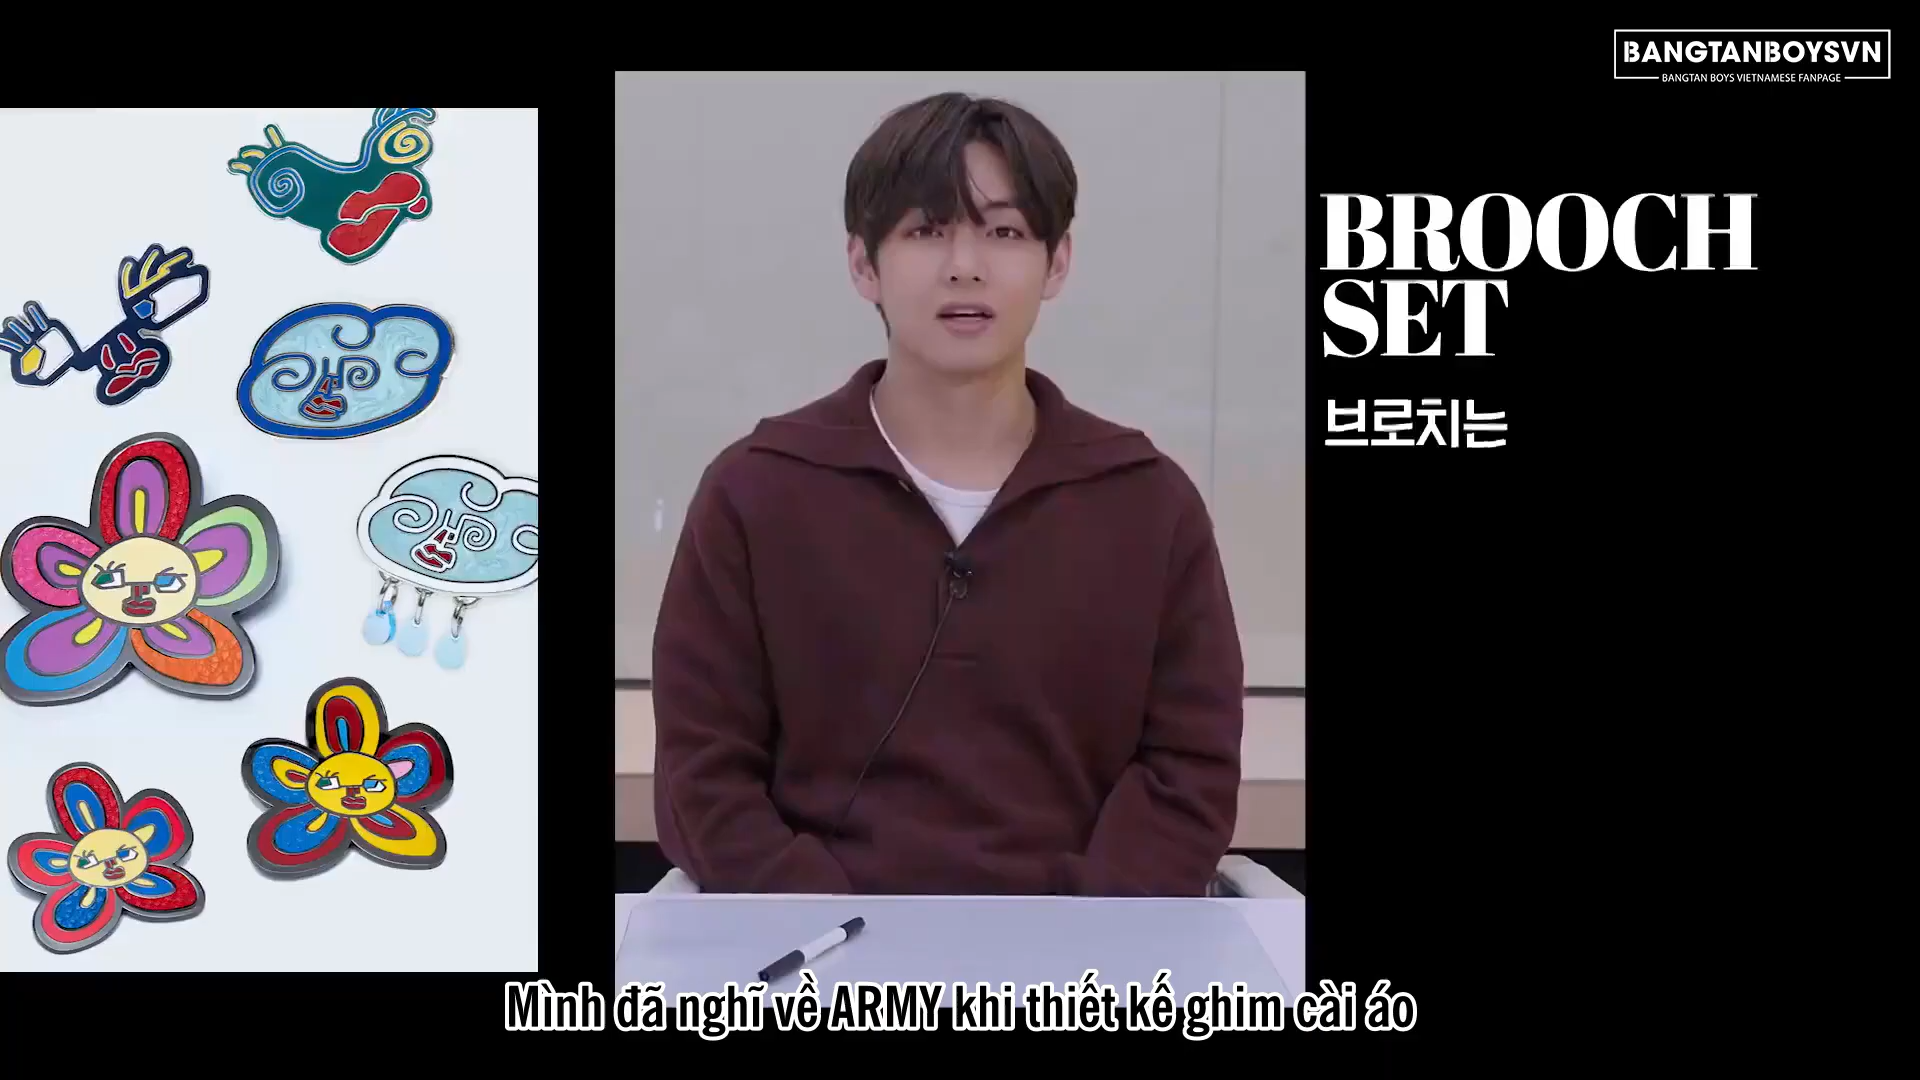 BANGTANBOYSVN
BANGTAN BOYS VIETNAMESE FANPAGE
BROOCH
SET
브로치는
Mình đã nghĩ về ARMY khi thiết kế ghim cài áo